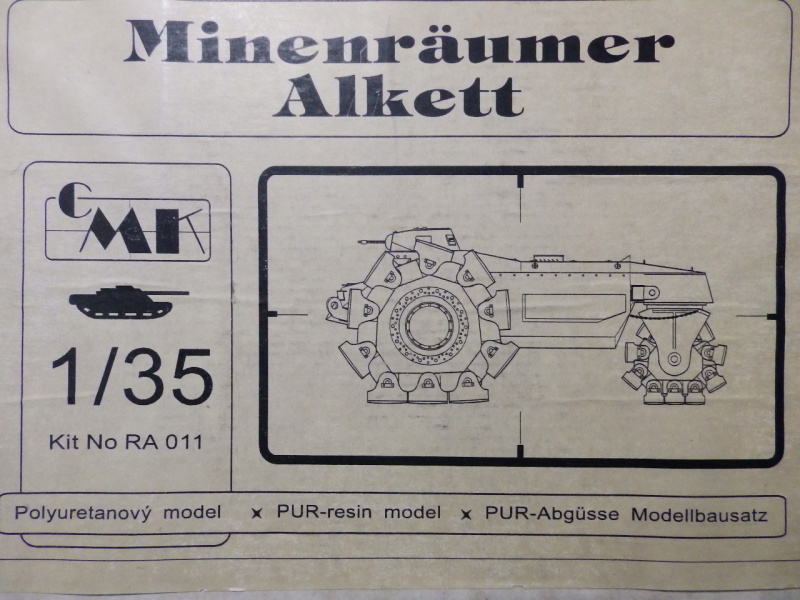 Minenräumer
Alkett
CMK
1/35
Kit No RA 011
Polyuretanový model × PUR-resin model × PUR-Abgüsse Modellbausatz